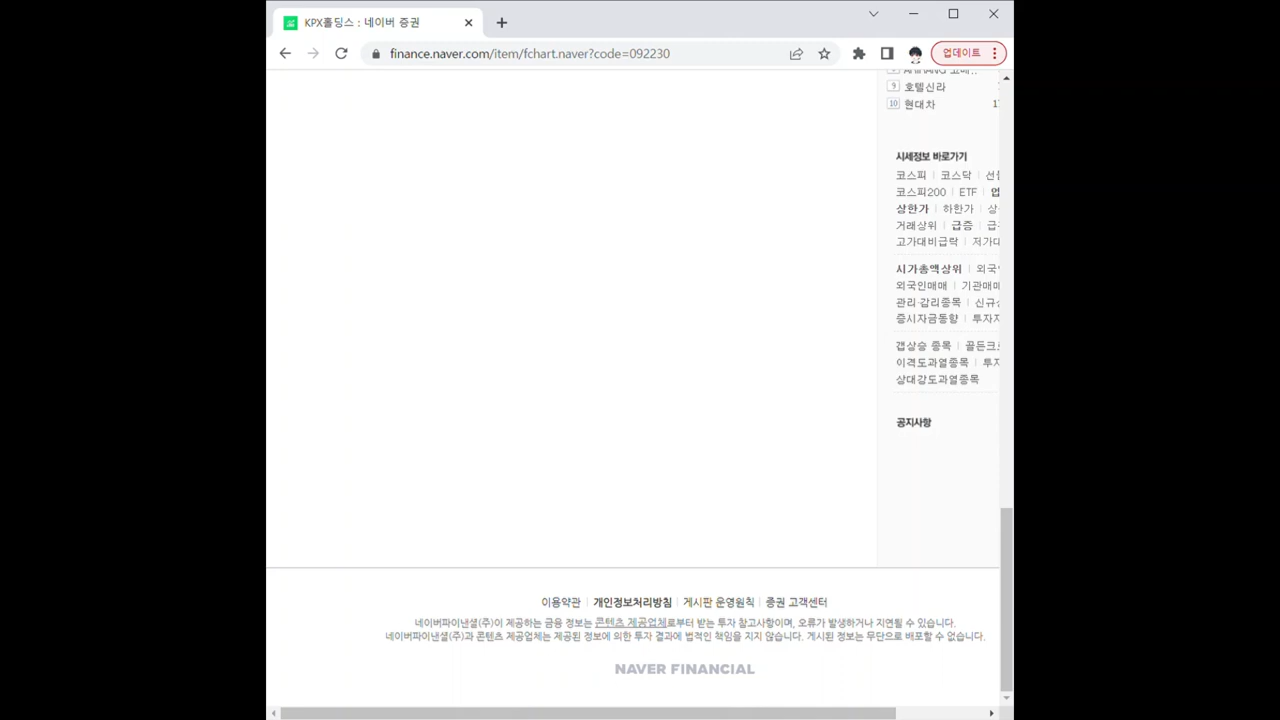 KPX홀딩스 : 네이버 증권
finance.naver.com/item/fchart.naver?code=092230
업데이트
9 호텔신라
10 현대차
시세정보 바로가기
코스피 | 코스닥 |
코스피200 | ETF |
상한가 | 하한가 |
거래상위 | 급증 |
고가대비급락 |
시가총액상위 |
외국인매매 |
관리·감리종목 |
증시자금동향 |
갭상승 종목 |
이격도과열종목 |
상대강도과열종목
공지사항
이용약관 | 개인정보처리방침 | 게시판 운영원칙 | 증권 고객센터
네이버파이낸셜(주)이 제공하는 금융 정보는 콘텐츠 제공업체로부터 받는 투자 참고사항이며, 오류가 발생하거나 지연될 수 있습니다.
네이버파이낸셜(주)과 콘텐츠 제공업체는 제공된 정보에 의한 투자 결과에 법적인 책임을 지지 않습니다. 게시된 정보는 무단으로 배포할 수 없습니다.
NAVER FINANCIAL